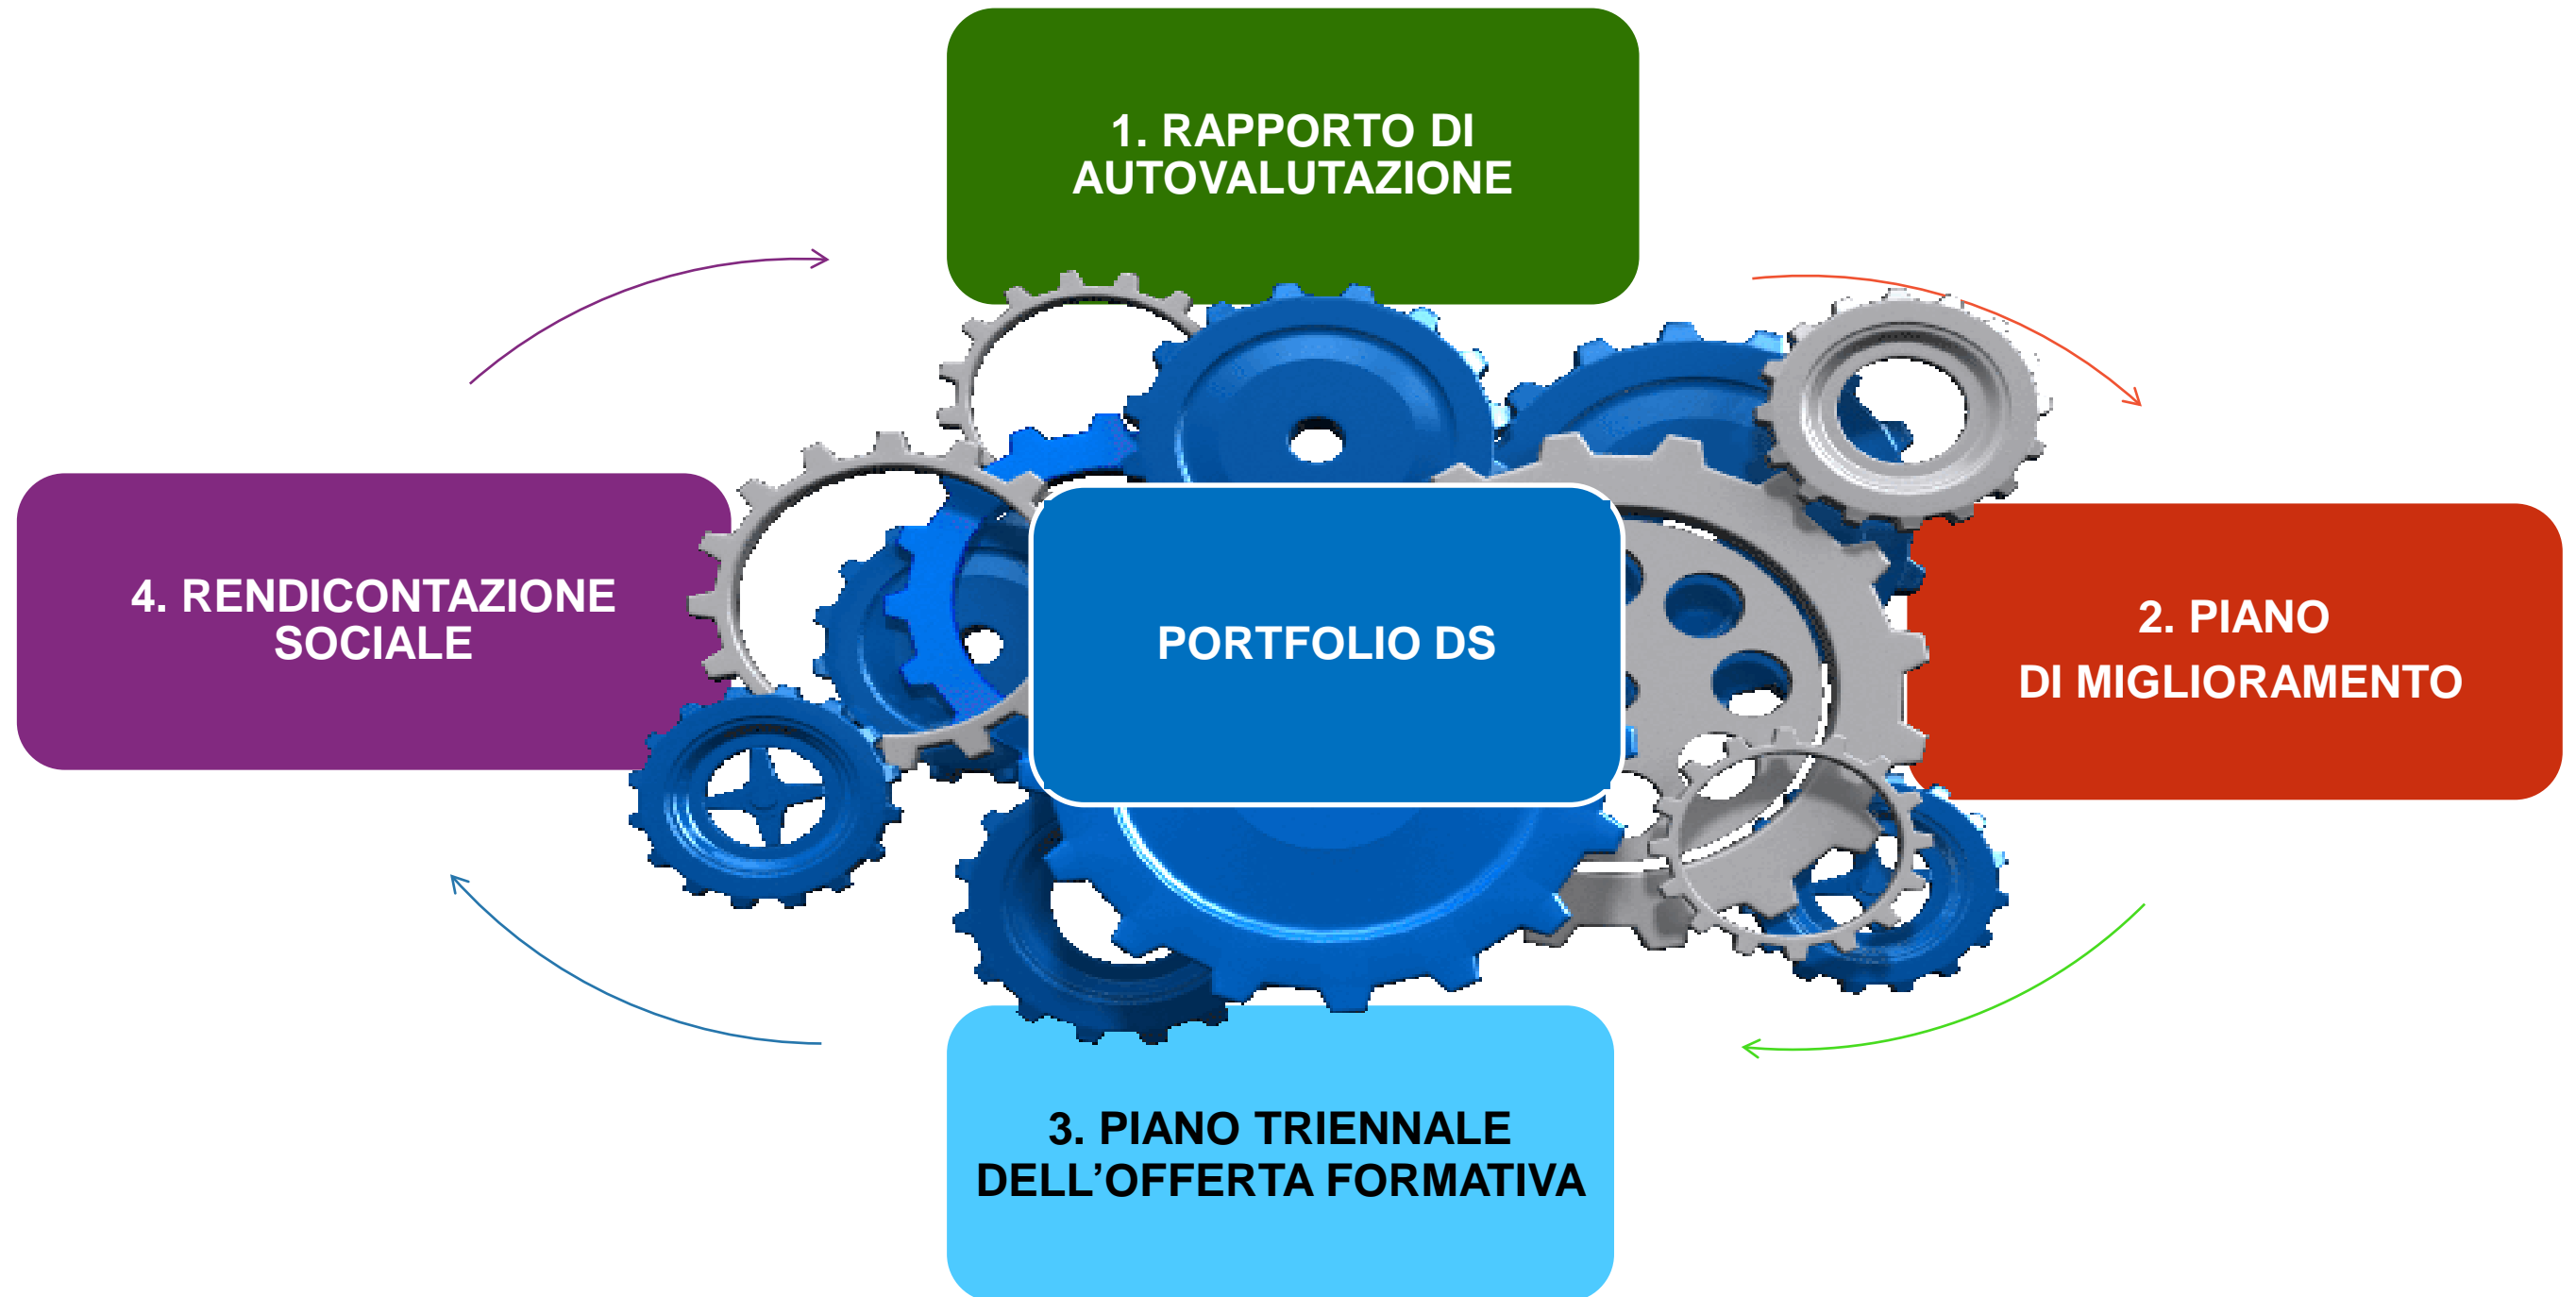 1. RAPPORTO DI
AUTOVALUTAZIONE
4. RENDICONTAZIONE
SOCIALE
PORTFOLIO DS
2. PIANO
DI MIGLIORAMENTO
3. PIANO TRIENNALE
DELL’OFFERTA FORMATIVA